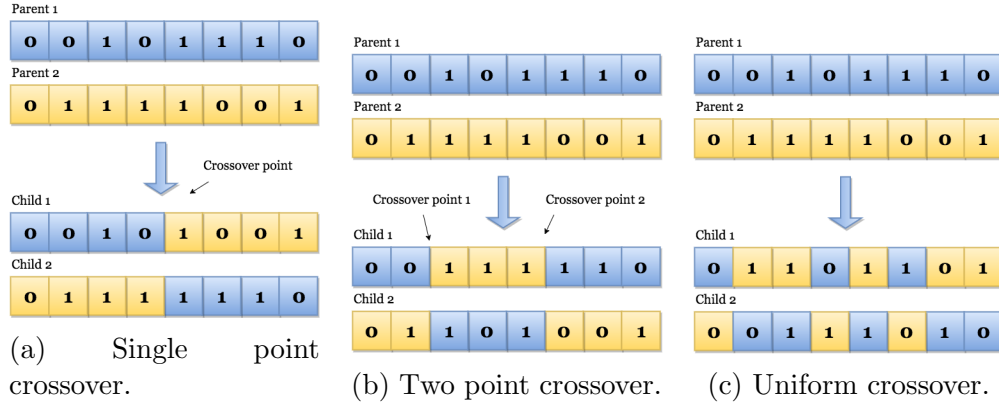 Parent 1
0 0 1 0 1 1 1 0
Parent 2
0 1 1 1 1 0 0 1
Crossover point
Child 1
0 0 1 0 1 0 0 1
Child 2
0 1 1 1 1 1 1 0
(a) Single point
crossover.
Parent 1
0 0 1 0 1 1 1 0
Parent 2
0 1 1 1 1 0 0 1
Crossover point 1
Crossover point 2
Child 1
0 0 1 1 1 1 1 0
Child 2
0 1 1 0 1 0 0 1
(b) Two point crossover.
Parent 1
0 0 1 0 1 1 1 0
Parent 2
0 1 1 1 1 0 0 1
Child 1
0 1 1 0 1 1 0 1
Child 2
0 0 1 1 1 0 1 0
(c) Uniform crossover.